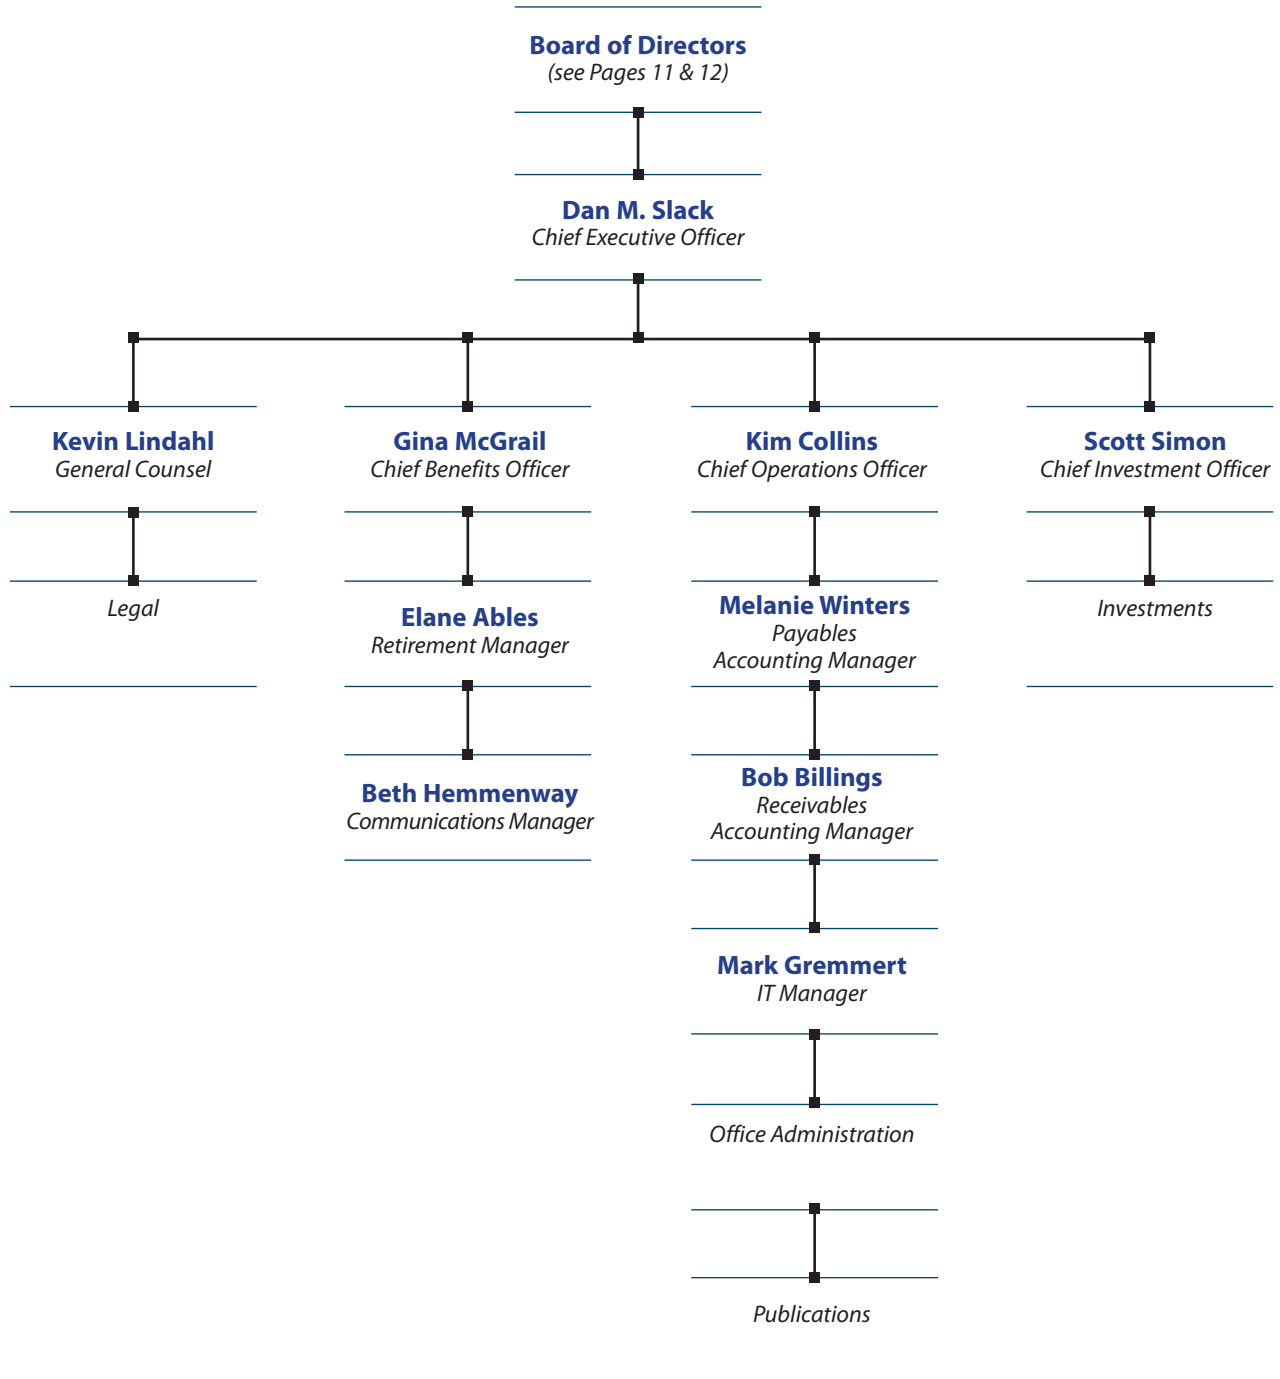 Board of Directors
(see Pages 11 & 12)
Dan M. Slack
Chief Executive Officer
Kevin Lindahl
General Counsel
Legal
Gina McGrail
Chief Benefits Officer
Elane Ables
Retirement Manager
Beth Hemmenway
Communications Manager
Kim Collins
Chief Operations Officer
Melanie Winters
Payables
Accounting Manager
Bob Billings
Receivables
Accounting Manager
Mark Gremmert
IT Manager
Office Administration
Publications
Scott Simon
Chief Investment Officer
Investments